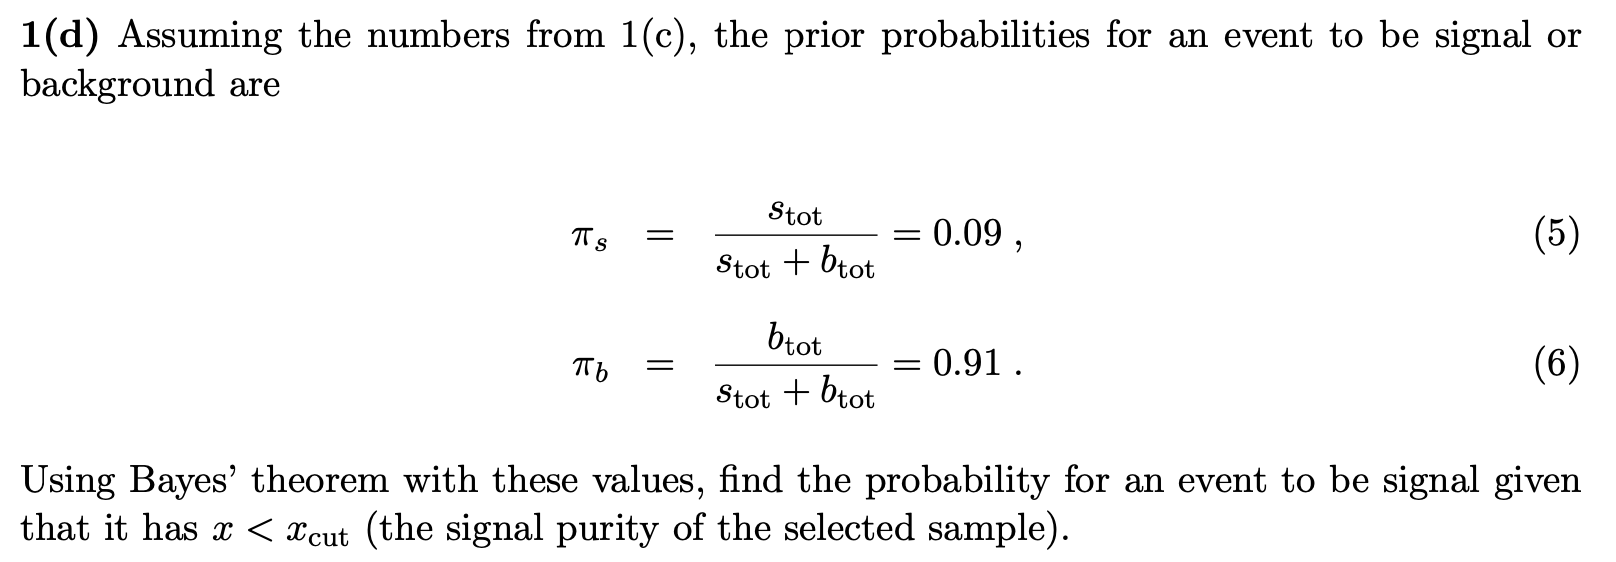 1(d) Assuming the numbers from 1(c), the prior probabilities for an event to be signal or
background are
π_s = s_tot / (s_tot + b_tot) = 0.09 , (5)
π_b = b_tot / (s_tot + b_tot) = 0.91 . (6)
Using Bayes' theorem with these values, find the probability for an event to be signal given
that it has x < x_cut (the signal purity of the selected sample).